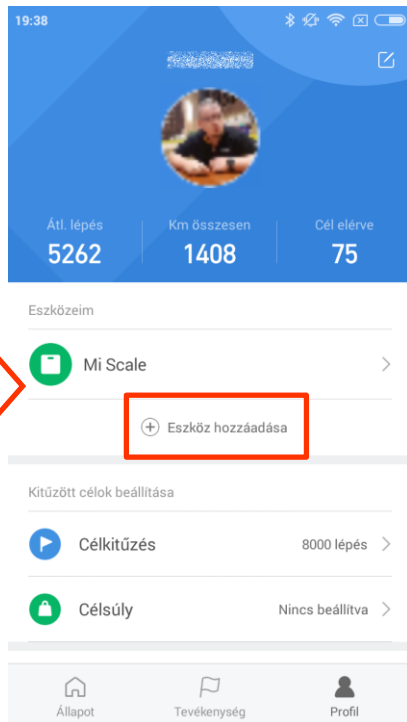 19:38
Átl. lépés
Km összesen
Cél elérve
5262
1408
75
Eszközeim
Mi Scale
Eszköz hozzáadása
Kitűzött célok beállítása
Célkitűzés
8000 lépés
Célsúly
Nincs beállítva
Állapot
Tevékenység
Profil